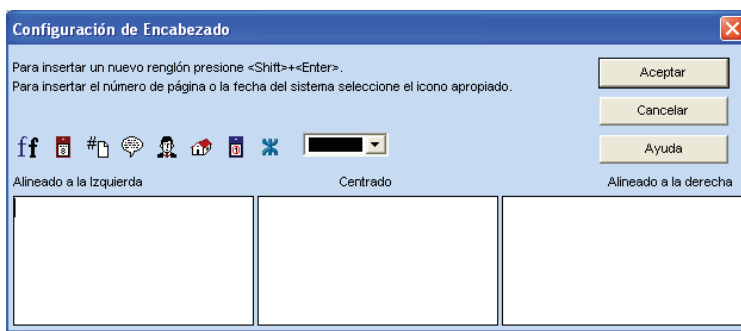 Configuración de Encabezado
Para insertar un nuevo renglón presione <Shift>+<Enter>.
Para insertar el número de página o la fecha del sistema seleccione el icono apropiado.
Aceptar
Cancelar
Ayuda
ff
#
Alineado a la Izquierda
Centrado
Alineado a la derecha